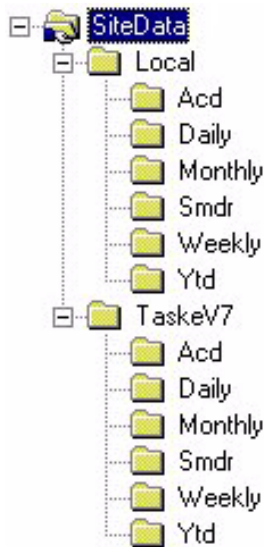 SiteData
Local
Acd
Daily
Monthly
Smdr
Weekly
Ytd
TaskeV7
Acd
Daily
Monthly
Smdr
Weekly
Ytd